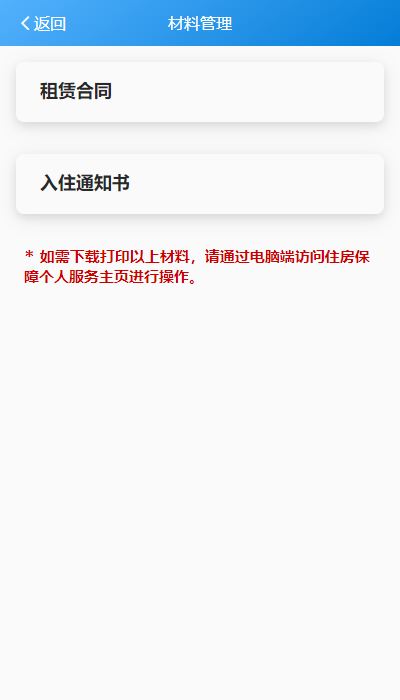 返回
材料管理
租赁合同
入住通知书
* 如需下载打印以上材料，请通过电脑端访问住房保
障个人服务主页进行操作。